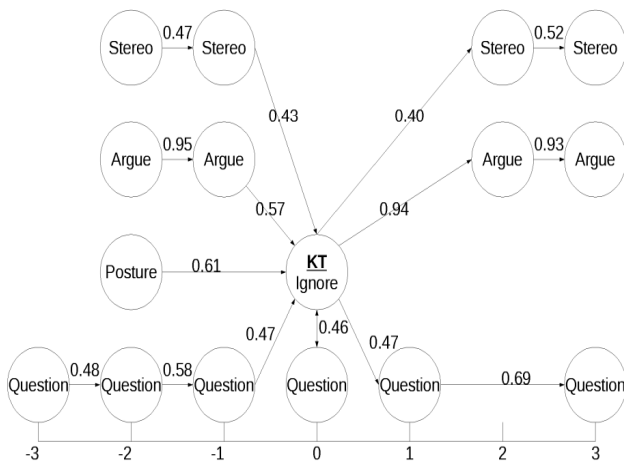 0.47
0.52
Stereo Stereo Stereo Stereo
0.43
0.40
0.95
0.93
Argue Argue Argue Argue
0.57
0.94
KT
Posture
0.61
Ignore
0.47
0.46
0.47
0.48
0.58
0.69
Question Question Question Question Question Question
-3 -2 -1 0 1 2 3